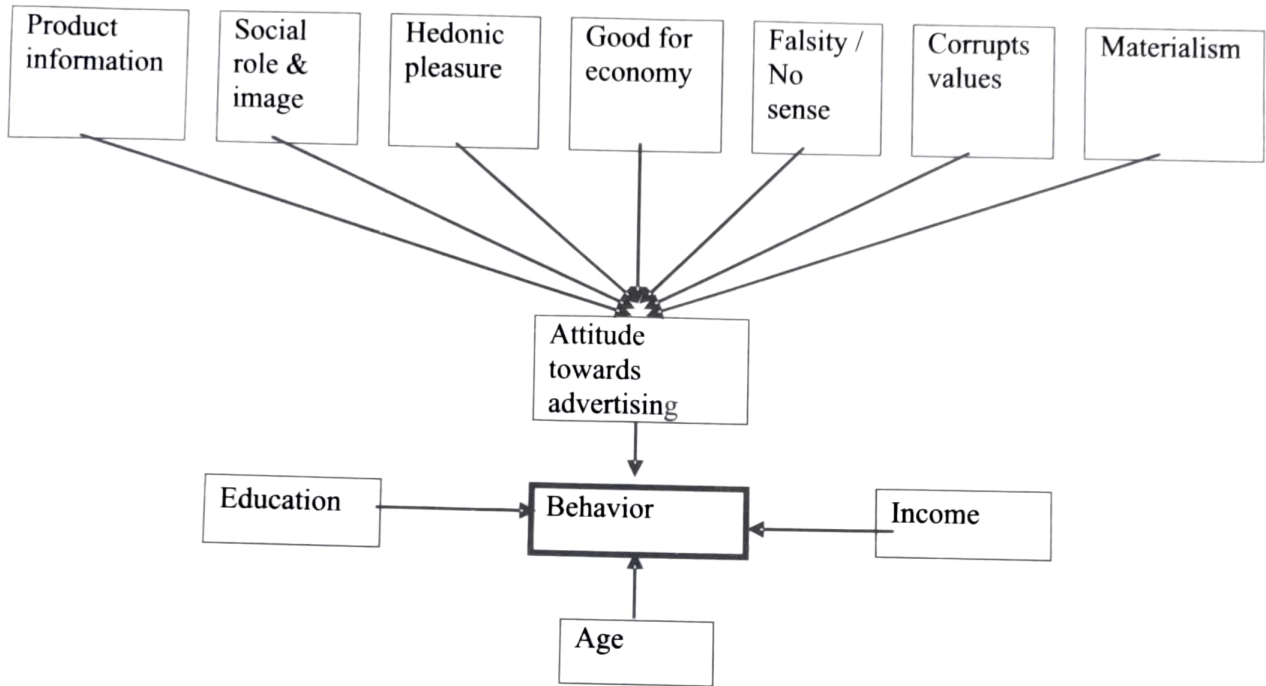 Product
information
Social
role &
image
Hedonic
pleasure
Good for
economy
Falsity /
No
sense
Corrupts
values
Materialism
Attitude
towards
advertising
Education
Behavior
Income
Age